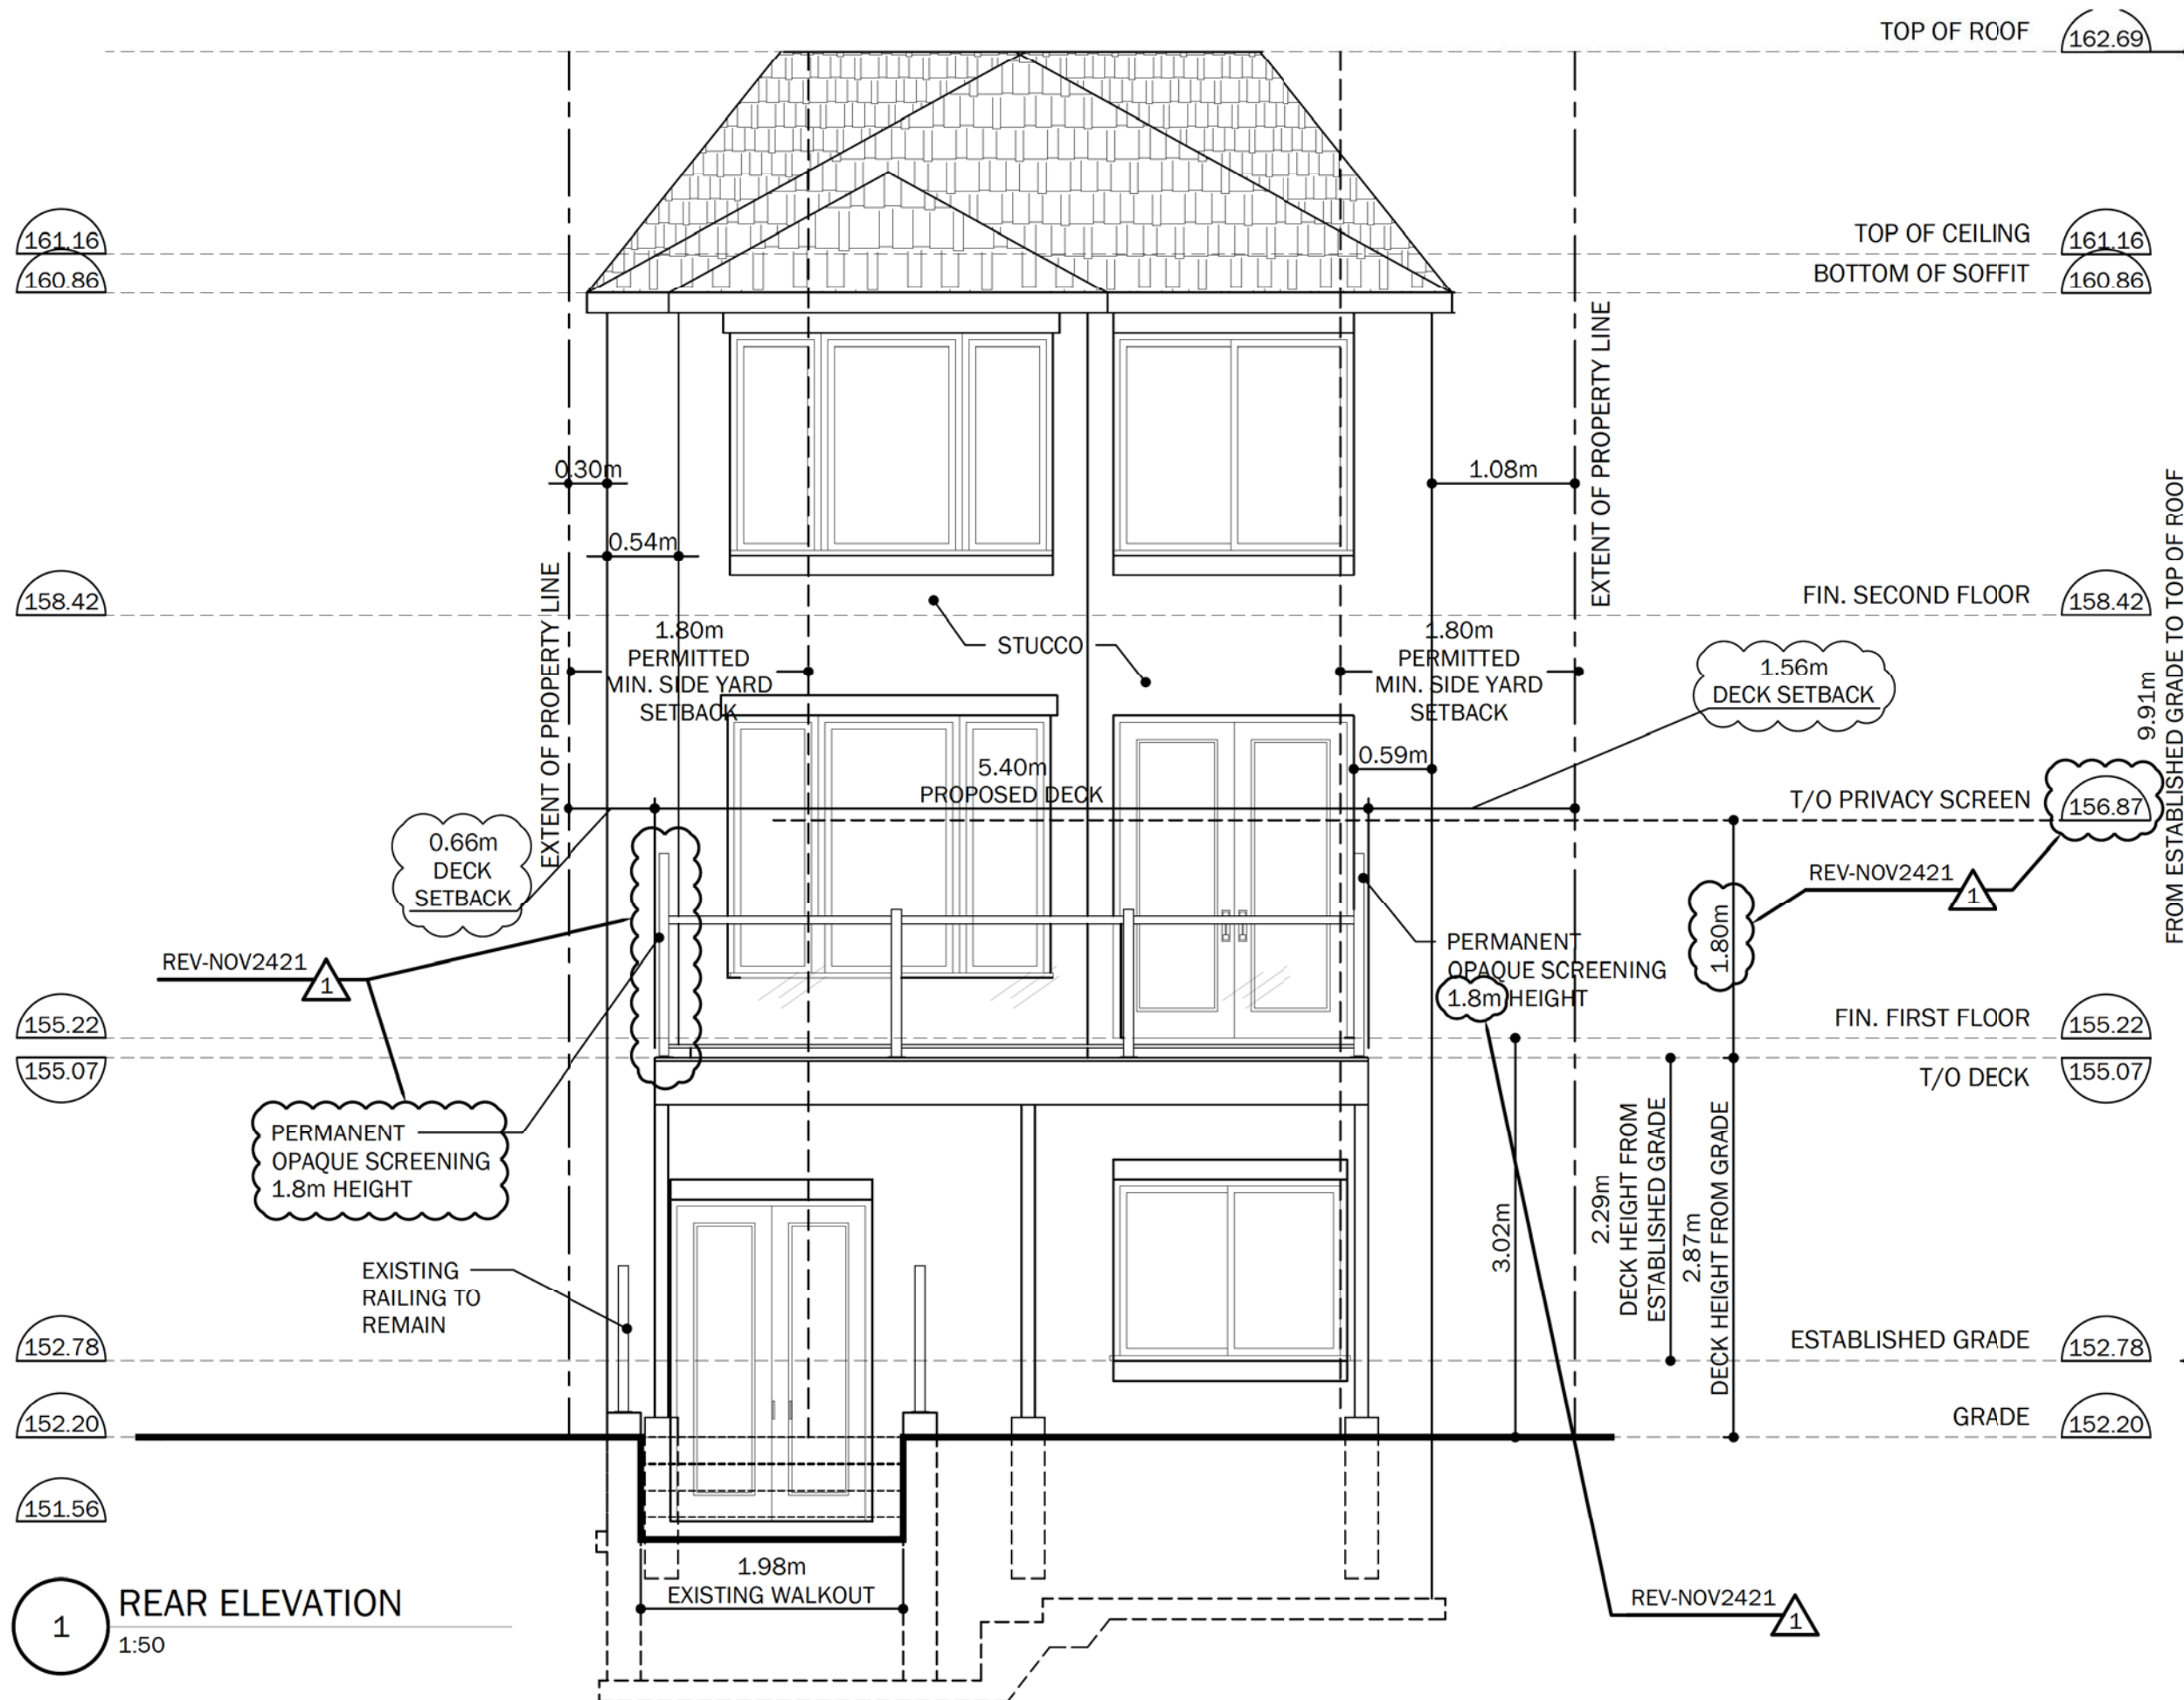 TOP OF ROOF 162.69
161.16
TOP OF CEILING 161.16
160.86
BOTTOM OF SOFFIT 160.86
EXTENT OF PROPERTY LINE
0.30m
1.08m
0.54m
EXTENT OF PROPERTY LINE
158.42
FIN. SECOND FLOOR 158.42
1.80m
PERMITTED
MIN. SIDE YARD
SETBACK
STUCCO
1.80m
PERMITTED
MIN. SIDE YARD
SETBACK
1.56m
DECK SETBACK
9.91m
FROM ESTABLISHED GRADE TO TOP OF ROOF
0.59m
5.40m
PROPOSED DECK
T/O PRIVACY SCREEN 156.87
0.66m
DECK
SETBACK
REV-NOV2421
1
1.80m
REV-NOV2421
1
PERMANENT
OPAQUE SCREENING
1.8m HEIGHT
155.22
FIN. FIRST FLOOR 155.22
155.07
T/O DECK 155.07
PERMANENT
OPAQUE SCREENING
1.8m HEIGHT
3.02m
2.29m
DECK HEIGHT FROM
ESTABLISHED GRADE
2.87m
DECK HEIGHT FROM GRADE
EXISTING
RAILING TO
REMAIN
152.78
ESTABLISHED GRADE 152.78
152.20
GRADE 152.20
151.56
1.98m
EXISTING WALKOUT
1
REAR ELEVATION
1:50
REV-NOV2421
1